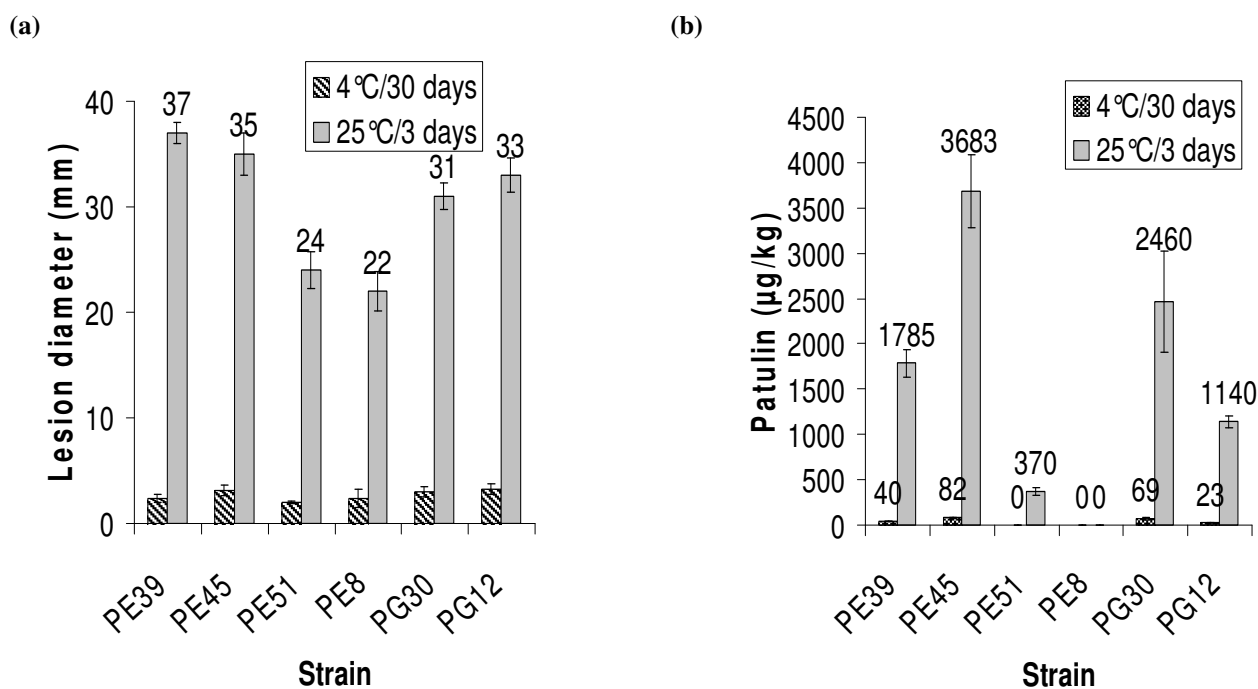 (a)
4°C/30 days
25°C/3 days
Lesion diameter (mm)
40
30
20
10
0
37
35
24
22
31
33
PE39
PE45
PE51
PE8
PG30
PG12
Strain
(b)
4°C/30 days
25°C/3 days
Patulin (µg/kg)
4500
4000
3500
3000
2500
2000
1500
1000
500
0
40
1785
82
3683
0
370
0
0
69
2460
23
1140
PE39
PE45
PE51
PE8
PG30
PG12
Strain